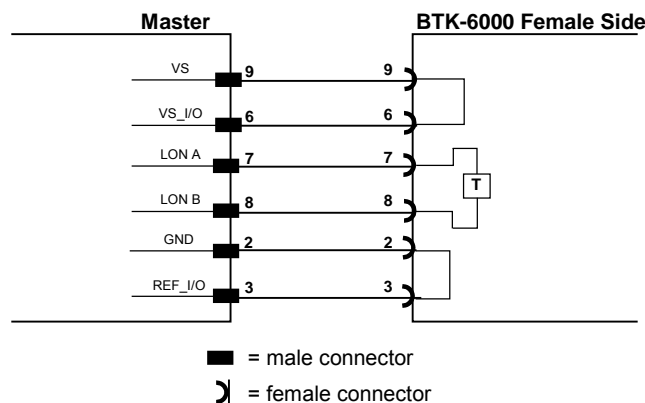 Master BTK-6000 Female Side
VS 9 9
VS_I/O 6 6
LON A 7 7
T
LON B 8 8
GND 2 2
REF_I/O 3 3
= male connector
= female connector